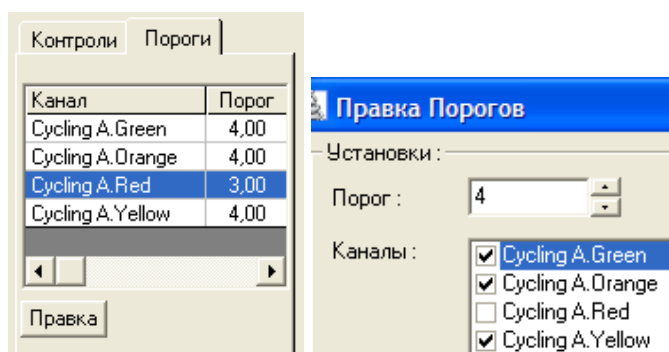 Контроли Пороги
Канал Порог
Cycling A.Green 4,00
Cycling A.Orange 4,00
Cycling A.Red 3,00
Cycling A.Yellow 4,00
Правка
Правка Порогов
Установки :
Порог : 4
Каналы : Cycling A.Green
Cycling A.Orange
Cycling A.Red
Cycling A.Yellow